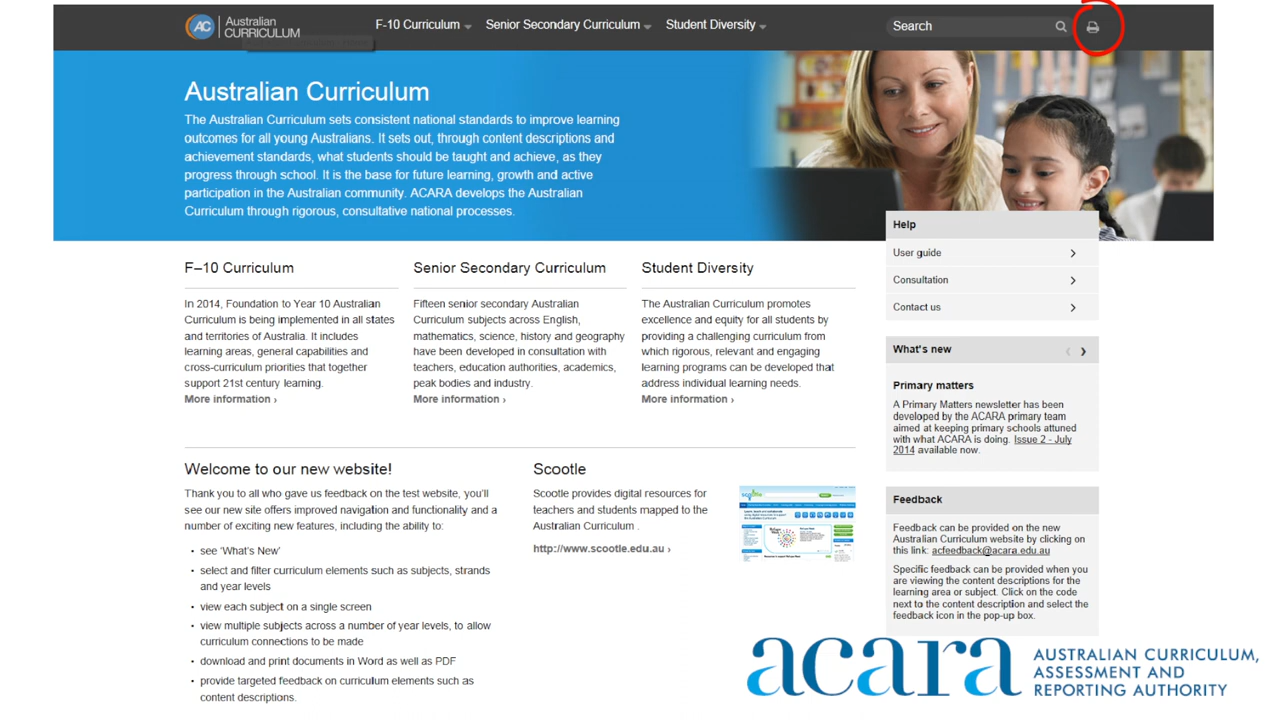 AC Australian CURRICULUM
F-10 Curriculum
Senior Secondary Curriculum
Student Diversity
Search
Australian Curriculum
The Australian Curriculum sets consistent national standards to improve learning
outcomes for all young Australians. It sets out, through content descriptions and
achievement standards, what students should be taught and achieve, as they
progress through school. It is the base for future learning, growth and active
participation in the Australian community. ACARA develops the Australian
Curriculum through rigorous, consultative national processes.
Help
User guide
Consultation
Contact us
F–10 Curriculum
In 2014, Foundation to Year 10 Australian
Curriculum is being implemented in all states
and territories of Australia. It includes
learning areas, general capabilities and
cross-curriculum priorities that together
support 21st century learning.
More information ›
Senior Secondary Curriculum
Fifteen senior secondary Australian
Curriculum subjects across English,
mathematics, science, history and geography
have been developed in consultation with
teachers, education authorities, academics,
peak bodies and industry.
More information ›
Student Diversity
The Australian Curriculum promotes
excellence and equity for all students by
providing a challenging curriculum from
which rigorous, relevant and engaging
learning programs can be developed that
address individual learning needs.
More information ›
What's new
Primary matters
A Primary Matters newsletter has been
developed by the ACARA primary team
aimed at keeping primary schools attuned
with what ACARA is doing. Issue 2 - July
2014 available now.
Welcome to our new website!
Thank you to all who gave us feedback on the test website, you'll
see our new site offers improved navigation and functionality and a
number of exciting new features, including the ability to:
• see 'What's New'
• select and filter curriculum elements such as subjects, strands
and year levels
• view each subject on a single screen
• view multiple subjects across a number of year levels, to allow
curriculum connections to be made
• download and print documents in Word as well as PDF
• provide targeted feedback on curriculum elements such as
content descriptions.
Scootle
Scootle provides digital resources for
teachers and students mapped to the
Australian Curriculum .
http://www.scootle.edu.au ›
scootle
Feedback
Feedback can be provided on the new
Australian Curriculum website by clicking on
this link: acfeedback@acara.edu.au
Specific feedback can be provided when you
are viewing the content descriptions for the
learning area or subject. Click on the code
next to the content description and select the
feedback icon in the pop-up box.
acara
AUSTRALIAN CURRICULUM,
ASSESSMENT AND
REPORTING AUTHORITY